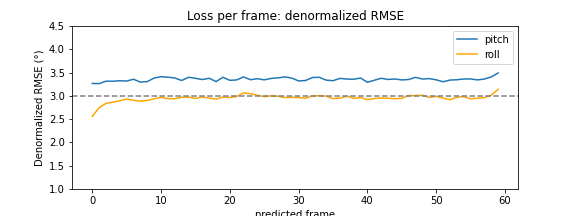 Loss per frame: denormalized RMSE
Denormalized RMSE (°)
4.5
4.0
3.5
3.0
2.5
2.0
1.5
1.0
pitch
roll
0 10 20 30 40 50 60
predicted frame